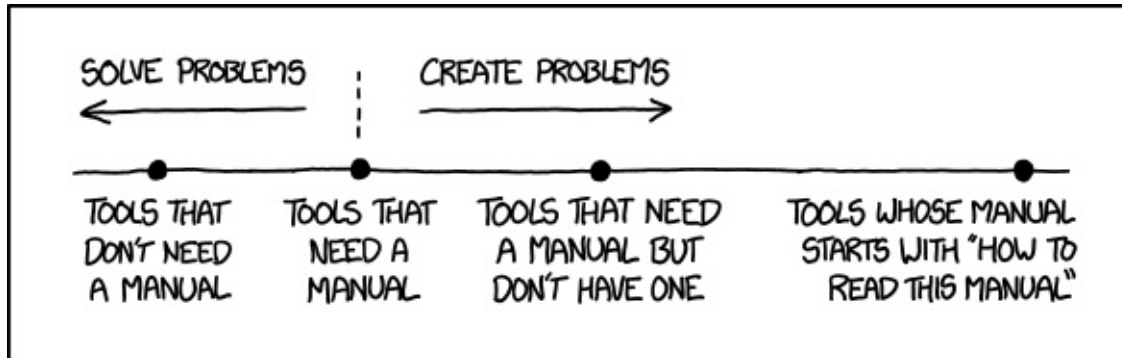 SOLVE PROBLEMS
CREATE PROBLEMS
TOOLS THAT
DON'T NEED
A MANUAL
TOOLS THAT
NEED A
MANUAL
TOOLS THAT NEED
A MANUAL BUT
DON'T HAVE ONE
TOOLS WHOSE MANUAL
STARTS WITH "HOW TO
READ THIS MANUAL"